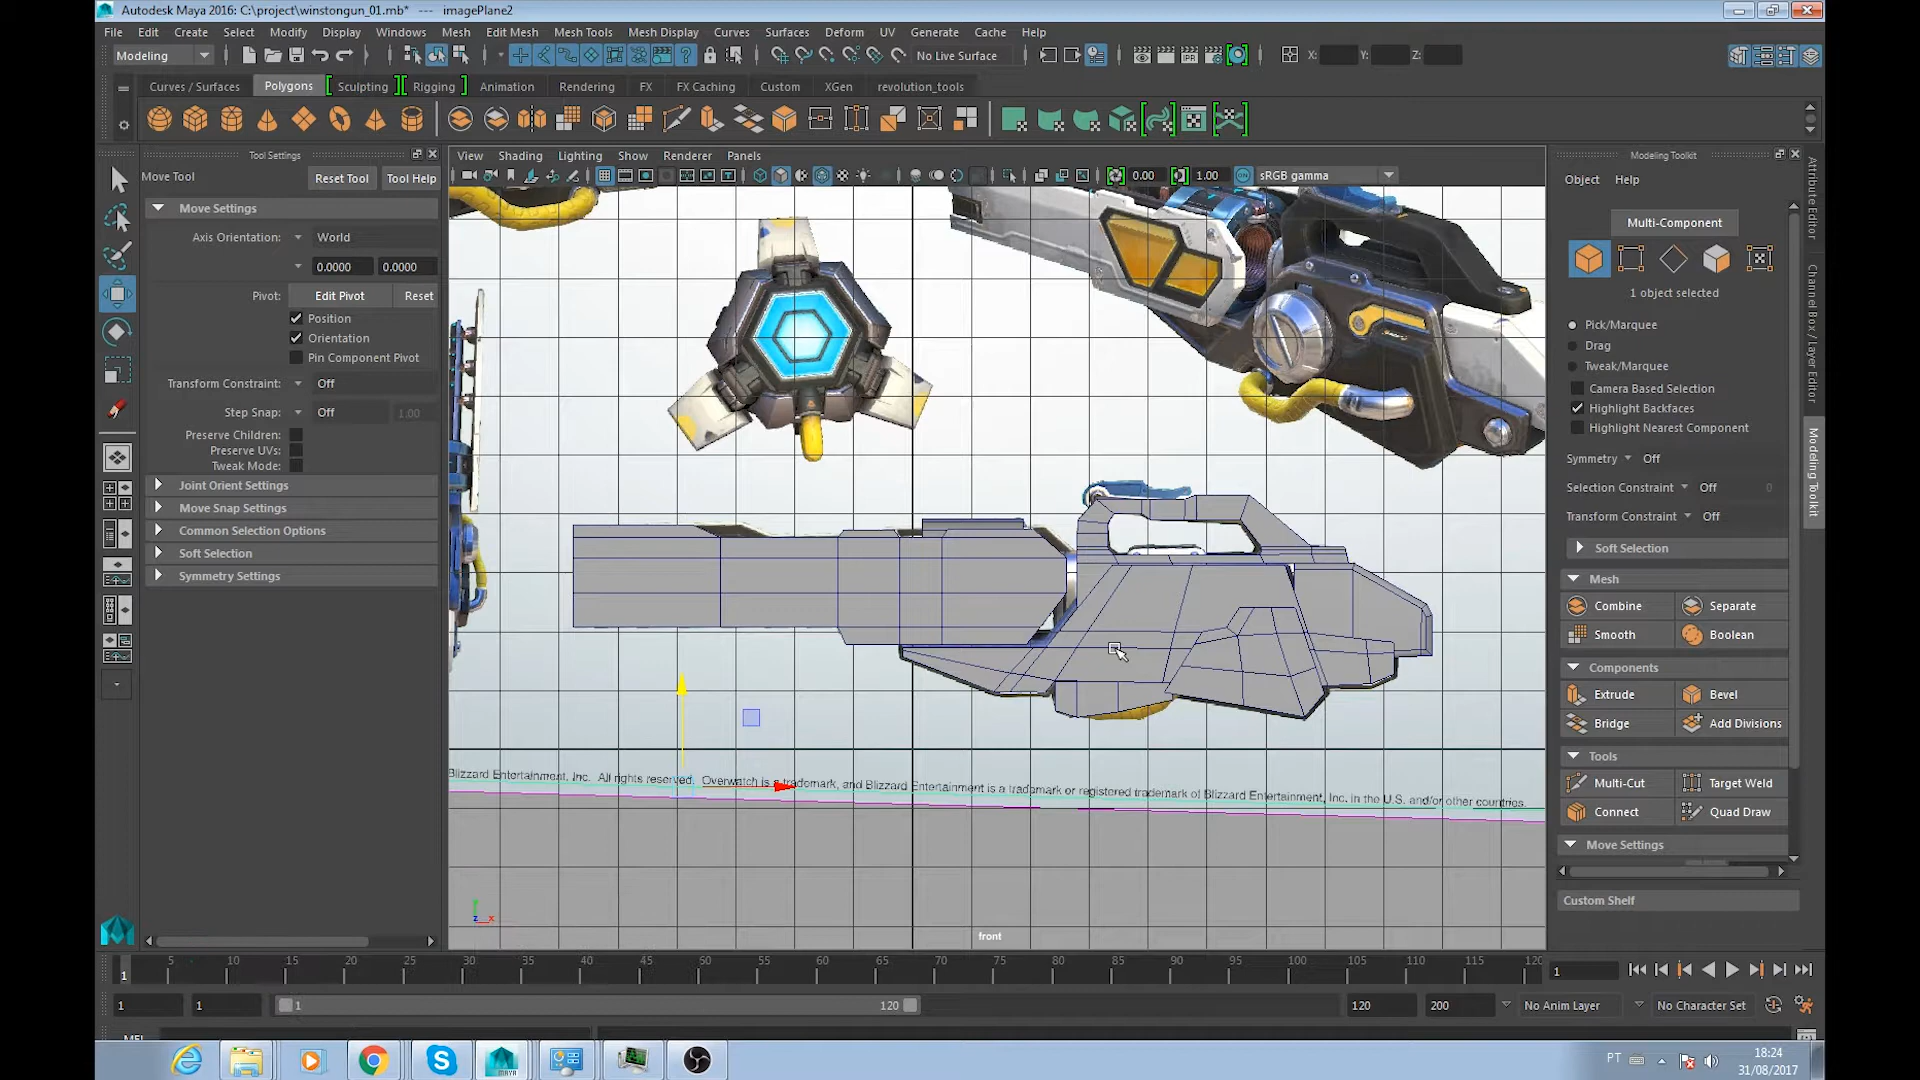 Autodesk Maya 2016: C:\project\winstongun_01.mb* --- imagePlane2
File Edit Create Select Modify Display Windows Mesh Edit Mesh Mesh Tools Mesh Display Curves Surfaces Deform UV Generate Cache Help
Modeling No Live Surface X: Y: Z:
Curves / Surfaces Polygons Sculpting Rigging Animation Rendering FX FX Caching Custom XGen revolution_tools
Tool Settings
Move Tool Reset Tool Tool Help
Move Settings
Axis Orientation: World
0.0000 0.0000
Pivot: Edit Pivot Reset
Position
Orientation
Pin Component Pivot
Transform Constraint: Off
Step Snap: Off 1.00
Preserve Children:
Preserve UVs:
Tweak Mode:
Joint Orient Settings
Move Snap Settings
Common Selection Options
Soft Selection
Symmetry Settings
View Shading Lighting Show Renderer Panels
0.00 1.00 ON sRGB gamma
Blizzard Entertainment, Inc. All rights reserved. Overwatch is a trademark, and Blizzard Entertainment is a trademark or registered trademark of Blizzard Entertainment, Inc. in the U.S. and/or other countries.
y
z x
front
Modeling Toolkit
Object Help
Multi-Component
1 object selected
Pick/Marquee
Drag
Tweak/Marquee
Camera Based Selection
Highlight Backfaces
Highlight Nearest Component
Symmetry Off
Selection Constraint Off 0
Transform Constraint Off
Soft Selection
Mesh
Combine Separate
Smooth Boolean
Components
Extrude Bevel
Bridge Add Divisions
Tools
Multi-Cut Target Weld
Connect Quad Draw
Move Settings
Custom Shelf
Attribute Editor
Channel Box / Layer Editor
Modeling Toolkit
1 5 10 15 20 25 30 35 40 45 50 55 60 65 70 75 80 85 90 95 100 105 110 115 120
1
1 1 1 120 120 200 No Anim Layer No Character Set
MEL
PT 18:24
31/08/2017